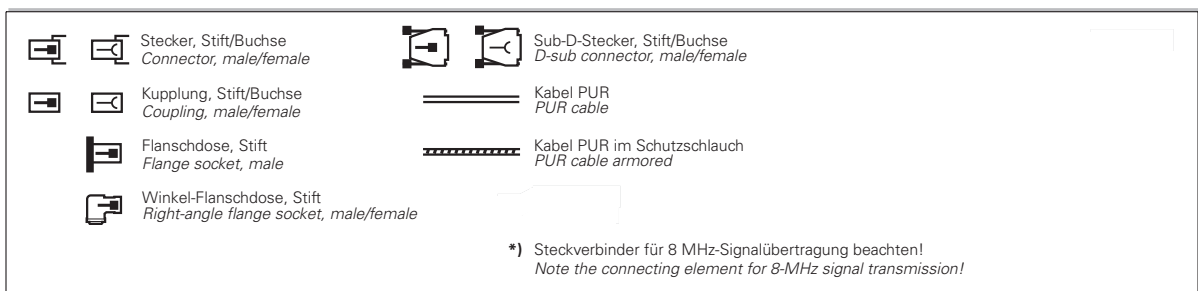 Stecker, Stift/Buchse
Connector, male/female
Kupplung, Stift/Buchse
Coupling, male/female
Flanschdose, Stift
Flange socket, male
Winkel-Flanschdose, Stift
Right-angle flange socket, male/female
Sub-D-Stecker, Stift/Buchse
D-sub connector, male/female
Kabel PUR
PUR cable
Kabel PUR im Schutzschlauch
PUR cable armored
*) Steckverbinder für 8 MHz-Signalübertragung beachten!
Note the connecting element for 8-MHz signal transmission!